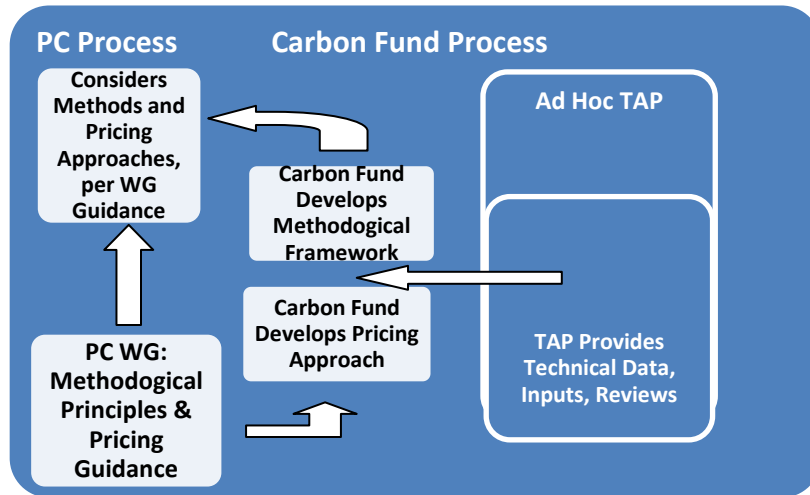 PC Process
Carbon Fund Process
Considers
Methods and
Pricing
Approaches,
per WG
Guidance
PC WG:
Methodogical
Principles &
Pricing
Guidance
Carbon Fund
Develops
Methodological
Framework
Carbon Fund
Develops Pricing
Approach
Ad Hoc TAP
TAP Provides
Technical Data,
Inputs, Reviews